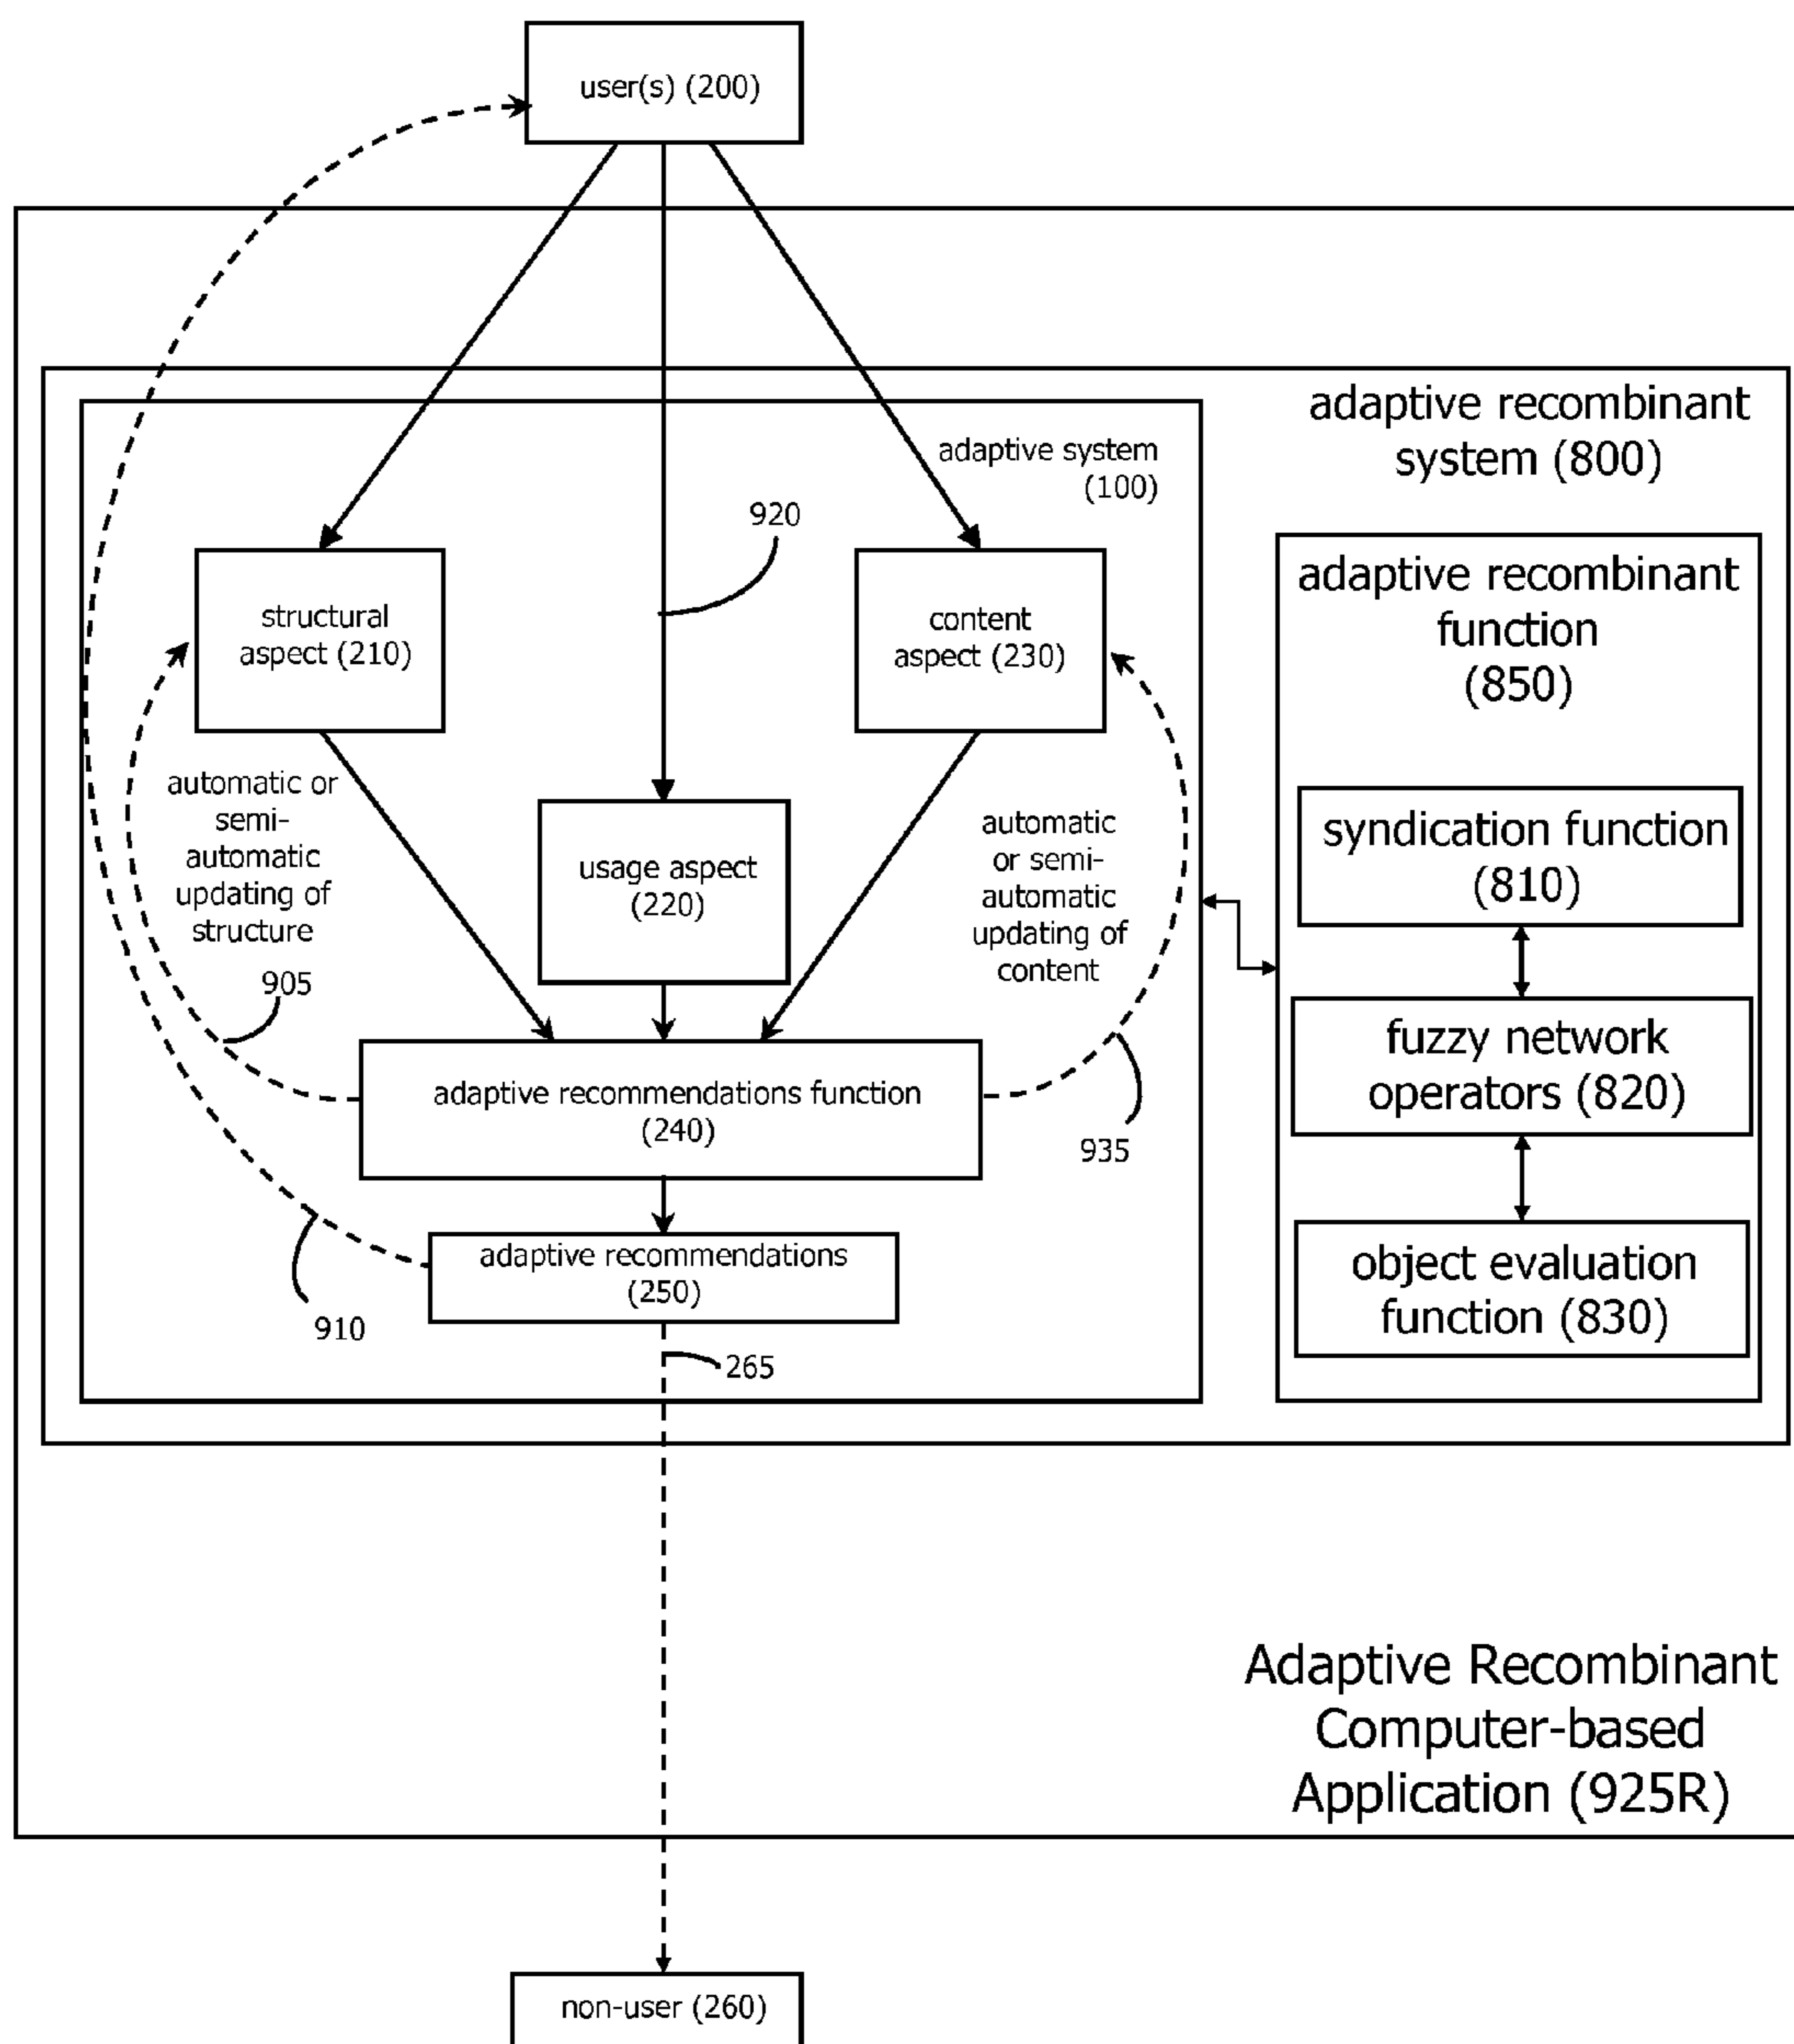 user(s) (200)
adaptive recombinant
system (800)
adaptive system
(100)
920
structural
aspect (210)
content
aspect (230)
adaptive recombinant
function
(850)
automatic or
semi-
automatic
updating of
structure
905
usage aspect
(220)
automatic
or semi-
automatic
updating of
content
935
syndication function
(810)
fuzzy network
operators (820)
object evaluation
function (830)
adaptive recommendations function
(240)
adaptive recommendations
(250)
910
265
Adaptive Recombinant
Computer-based
Application (925R)
non-user (260)